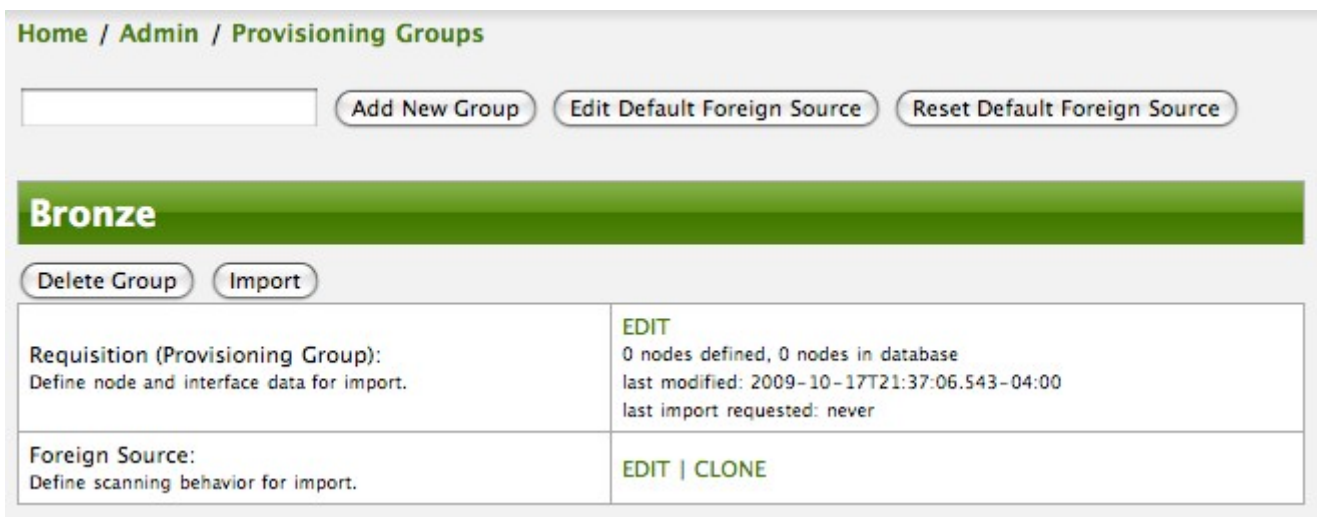 Home / Admin / Provisioning Groups
Add New Group Edit Default Foreign Source Reset Default Foreign Source
Bronze
Delete Group Import
Requisition (Provisioning Group):
Define node and interface data for import.
EDIT
0 nodes defined, 0 nodes in database
last modified: 2009-10-17T21:37:06.543-04:00
last import requested: never
Foreign Source:
Define scanning behavior for import.
EDIT | CLONE